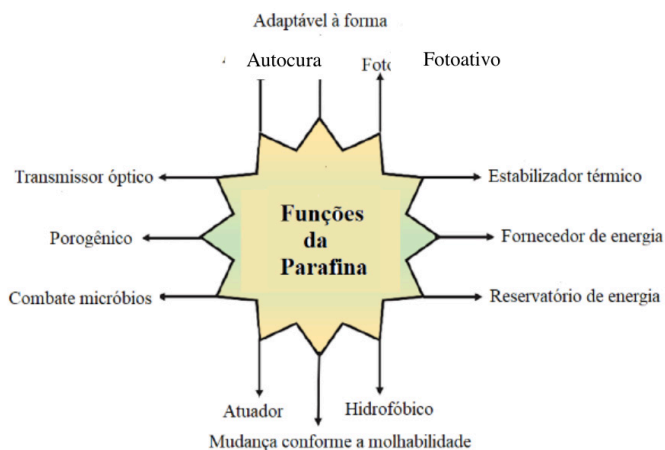 Adaptável à forma
Autocura
Fotoativo
Transmissor óptico
Estabilizador térmico
Funções
da
Parafina
Porogênico
Fornecedor de energia
Combate micróbios
Reservatório de energia
Atuador
Hidrofóbico
Mudança conforme a molhabilidade